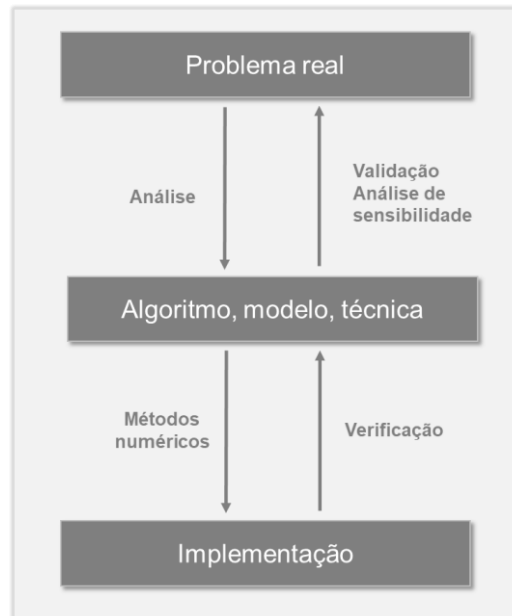 Problema real
Análise
Validação
Análise de
sensibilidade
Algoritmo, modelo, técnica
Métodos
numéricos
Verificação
Implementação